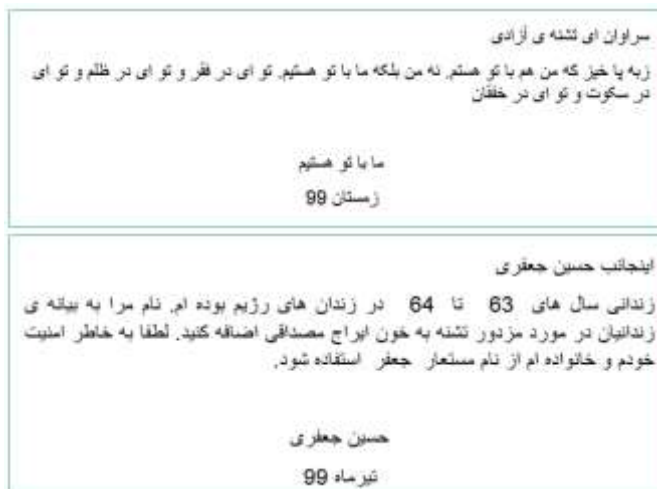 سراوان ای تشنه ی آزادی
زبه پا خیز که من هم با تو هستم. نه من بلکه ما با تو هستیم. تو ای در فقر و تو ای در ظلم و تو ای
در سکوت و تو ای در خفقان
ما با تو هستیم
زمستان 99
اینجانب حسین جعفری
زندانی سال های 63 تا 64 در زندان های رژیم بوده ام. نام مرا به بیانه ی
زندانیان در مورد مزدور تشنه به خون ایراج مصداقی اضافه کنید. لطفا به خاطر امنیت
خودم و خانواده ام از نام مستعار جعفر استفاده شود.
حسین جعفری
تیرماه 99